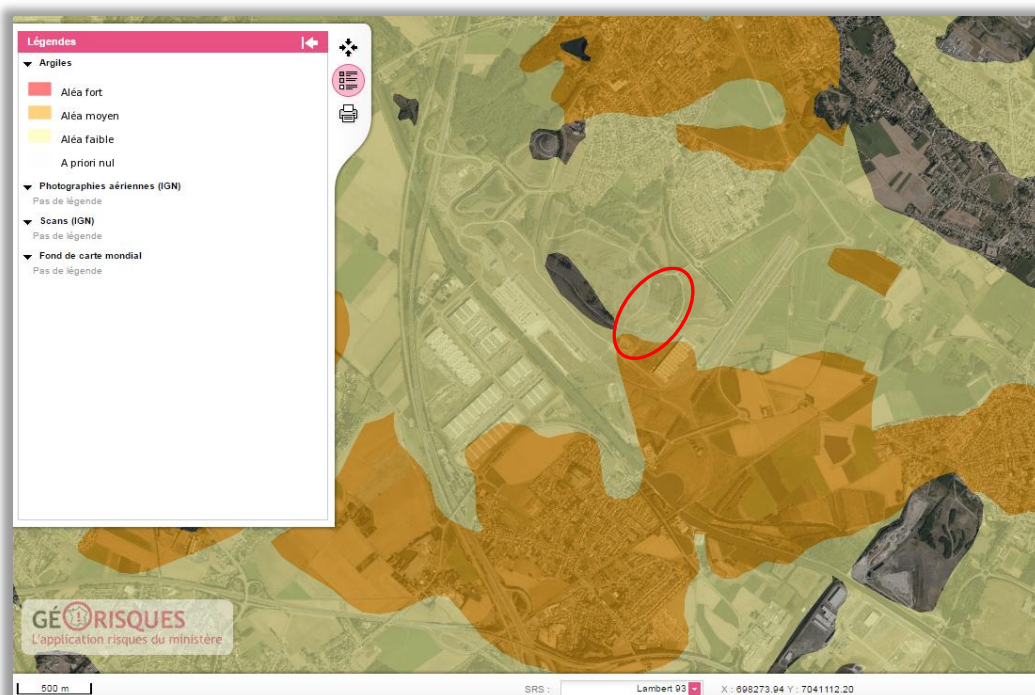 Légendes
Argiles
Aléa fort
Aléa moyen
Aléa faible
A priori nul
Photographies aériennes (IGN)
Pas de légende
Scans (IGN)
Pas de légende
Fond de carte mondial
Pas de légende
GÉORISQUES
L'application risques du ministère
500 m
SRS :
Lambert 93
X : 698273.94 Y : 7041112.20